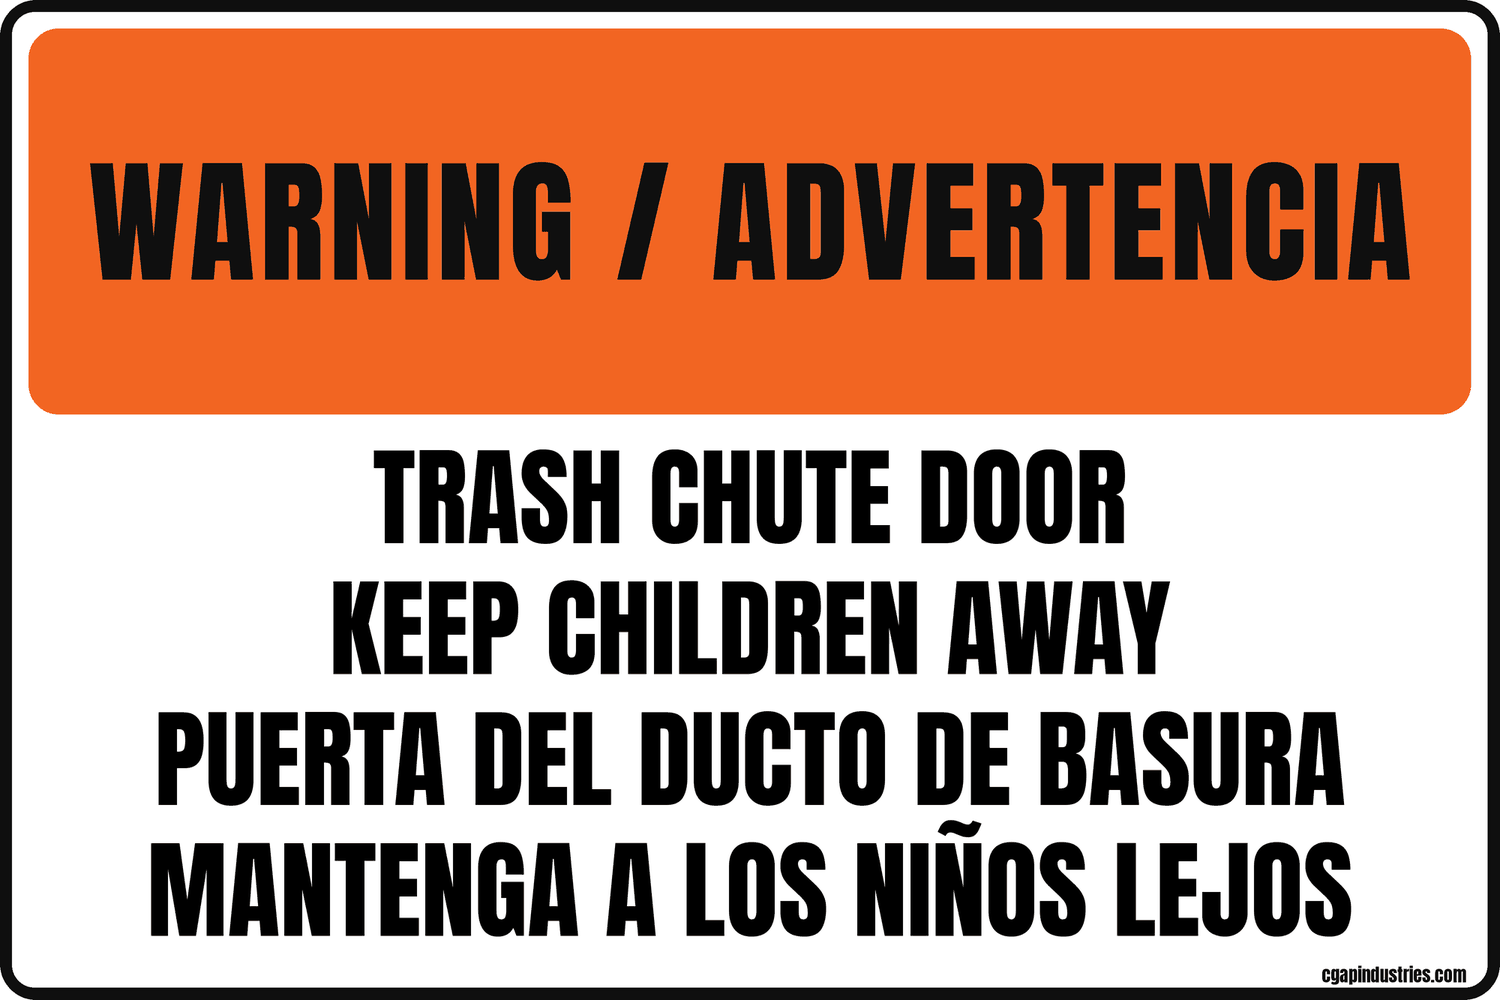 WARNING / ADVERTENCIA
TRASH CHUTE DOOR
KEEP CHILDREN AWAY
PUERTA DEL DUCTO DE BASURA
MANTENGA A LOS NIÑOS LEJOS
cgapindustries.com